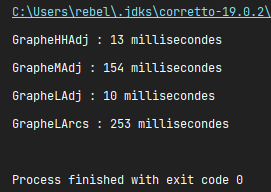 C:\Users\rebel\.jdks\corretto-19.0.2\
GrapheHHAdj : 13 millisecondes
GrapheMAdj : 154 millisecondes
GrapheLAdj : 10 millisecondes
GrapheLArcs : 253 millisecondes
Process finished with exit code 0